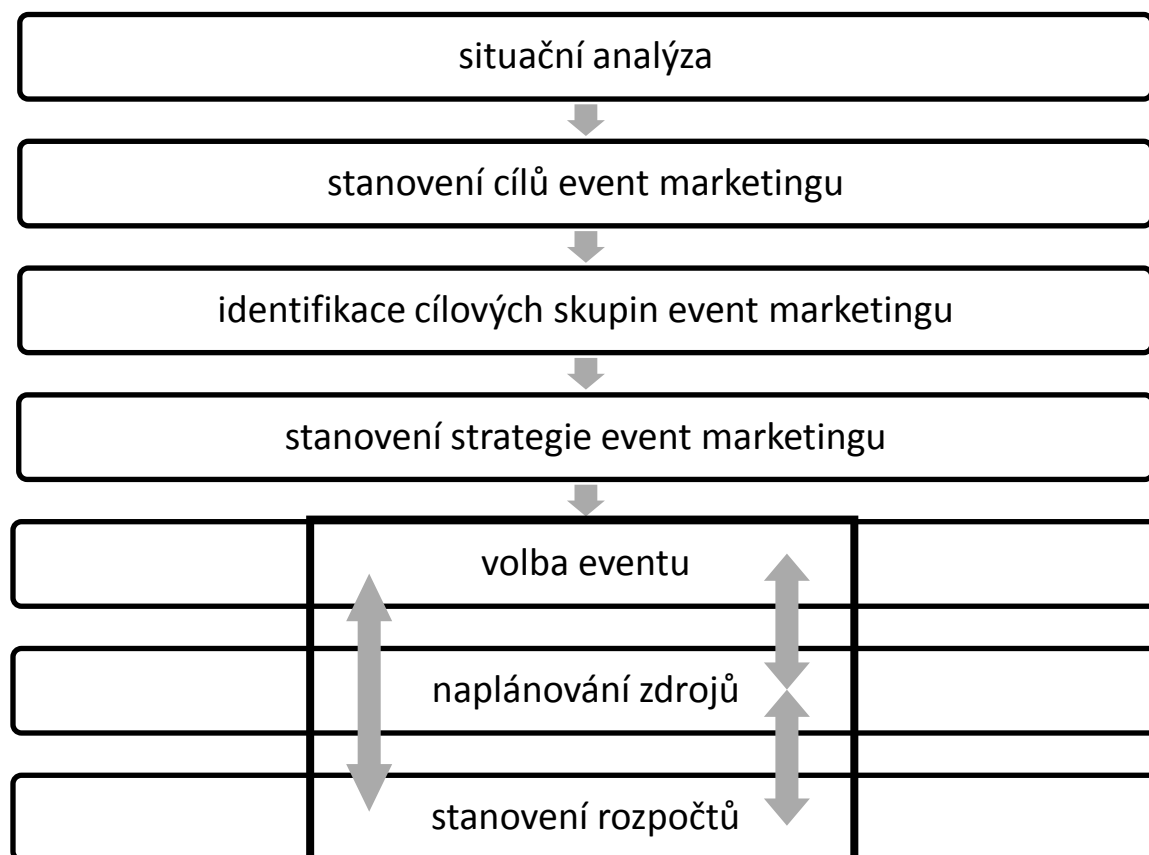 situační analýza
stanovení cílů event marketingu
identifikace cílových skupin event marketingu
stanovení strategie event marketingu
volba eventu
naplánování zdrojů
stanovení rozpočtů